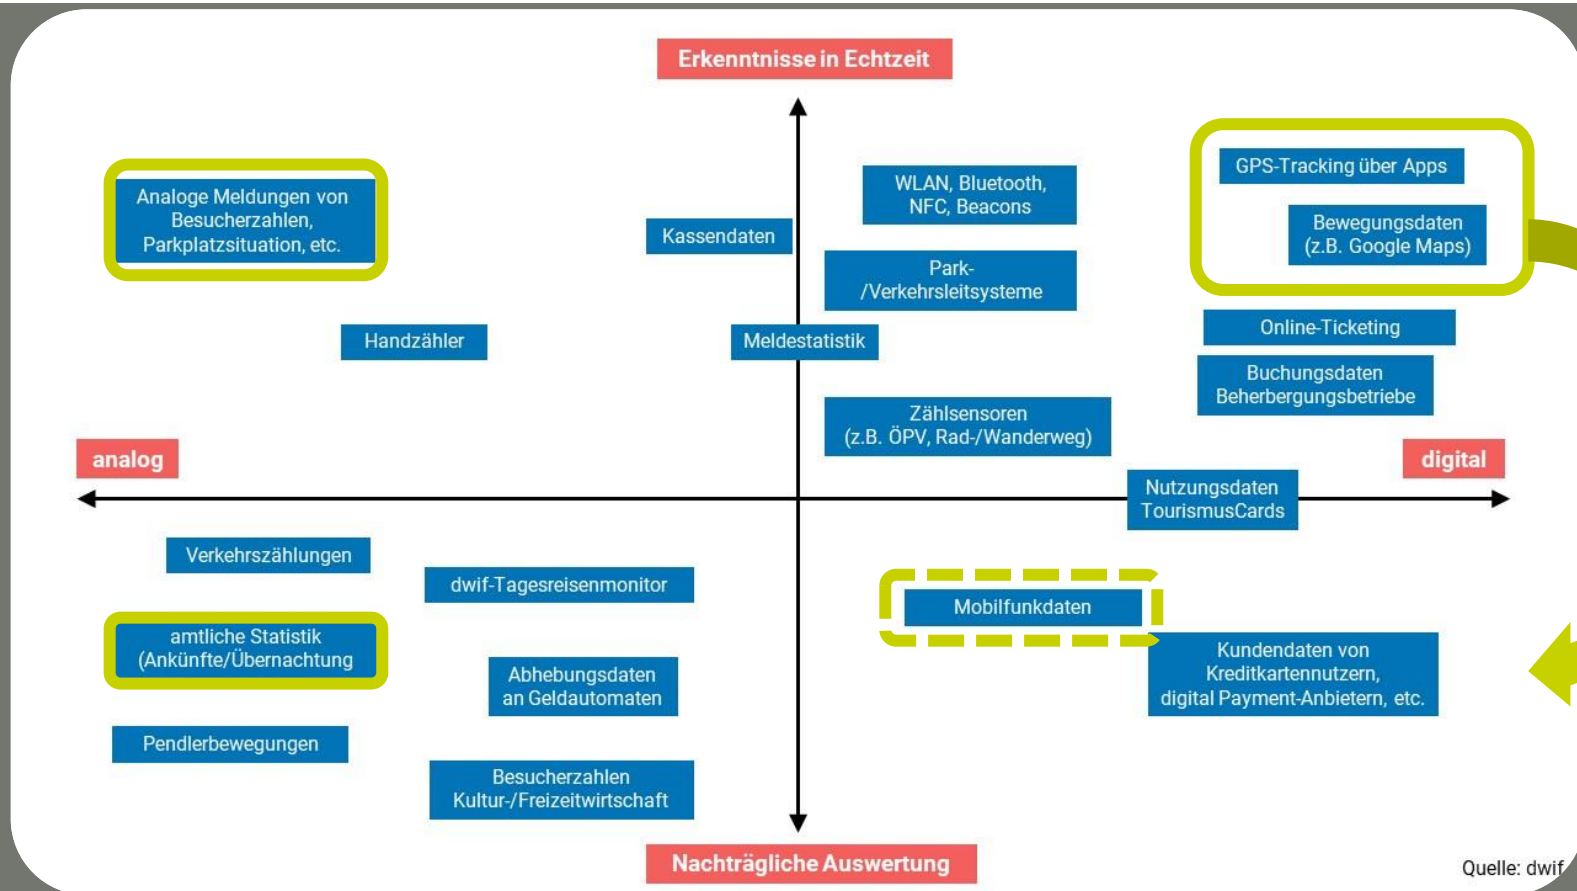 Erkenntnisse in Echtzeit
Analoge Meldungen von
Besucherzahlen,
Parkplatzsituation, etc.
Kassendaten
WLAN, Bluetooth,
NFC, Beacons
GPS-Tracking über Apps
Bewegungsdaten
(z.B. Google Maps)
Park-
/Verkehrsleitsysteme
Handzähler
Meldestatistik
Online-Ticketing
Buchungsdaten
Beherbergungsbetriebe
Zählsensoren
(z.B. ÖPV, Rad-/Wanderweg)
analog
digital
Nutzungsdaten
TourismusCards
Verkehrszählungen
dwif-Tagesreisenmonitor
Mobilfunkdaten
amtliche Statistik
(Ankünfte/Übernachtung
Abhebungsdaten
an Geldautomaten
Kundendaten von
Kreditkartennutzern,
digital Payment-Anbietern, etc.
Pendlerbewegungen
Besucherzahlen
Kultur-/Freizeitwirtschaft
Nachträgliche Auswertung
Quelle: dwif